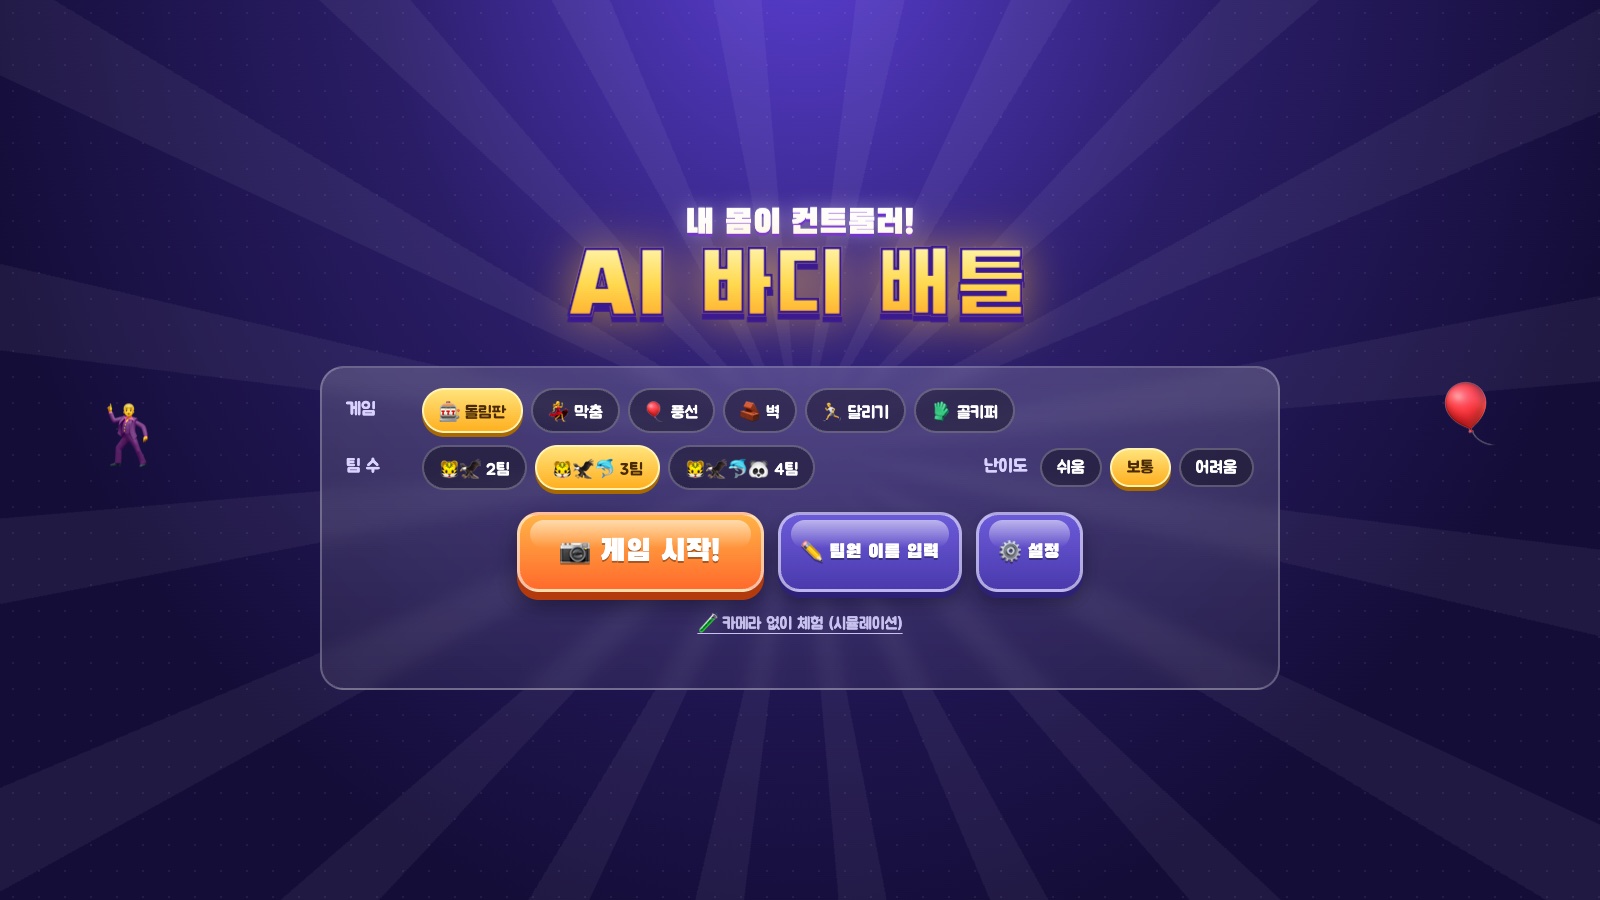 내 몸이 컨트롤러!
AI 바디 배틀
게임 돌림판 막춤 풍선 벽 달리기 골키퍼
팀 수 2팀 3팀 4팀 난이도 쉬움 보통 어려움
게임 시작! 팀원 이름 입력 설정
카메라 없이 체험 (시뮬레이션)